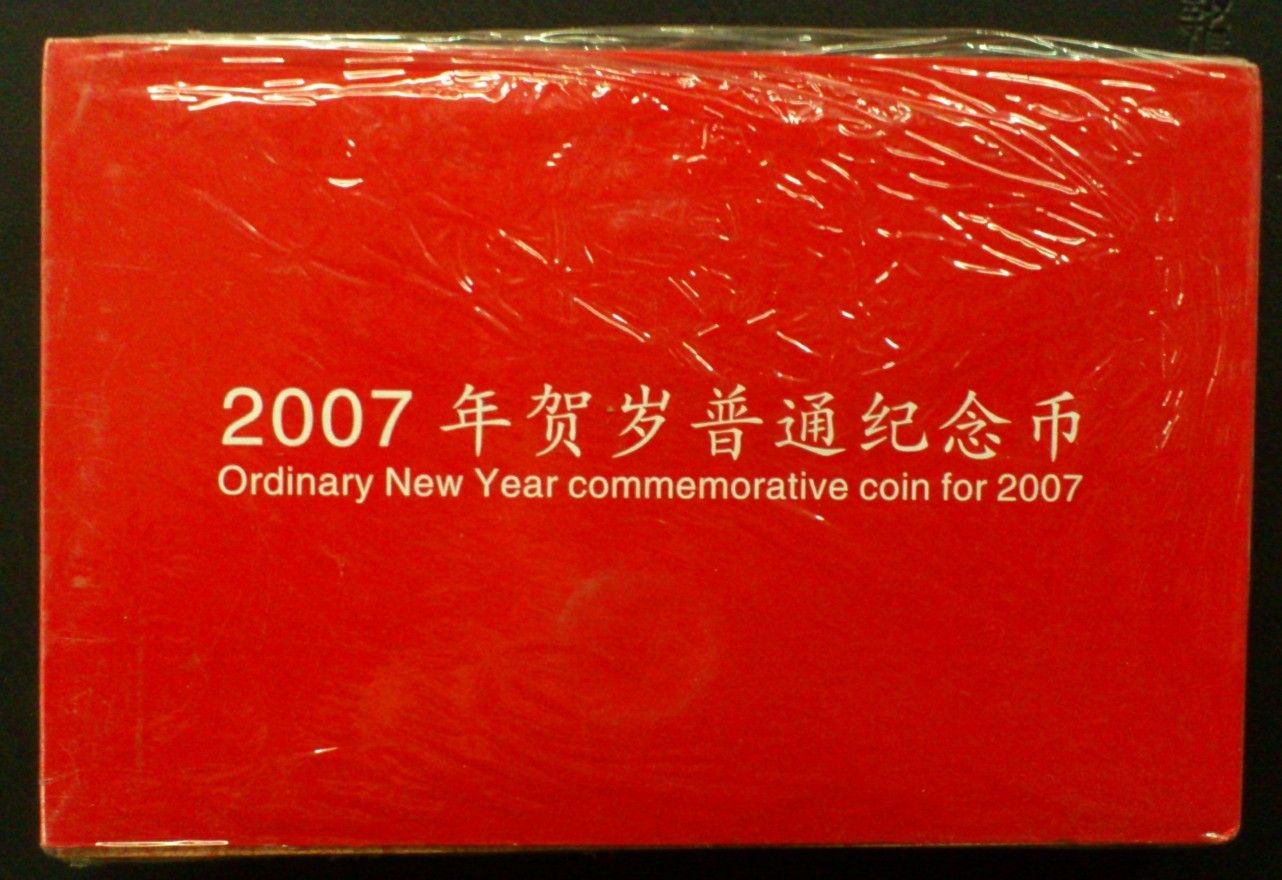 2007 年贺岁普通纪念币
Ordinary New Year commemorative coin for 2007